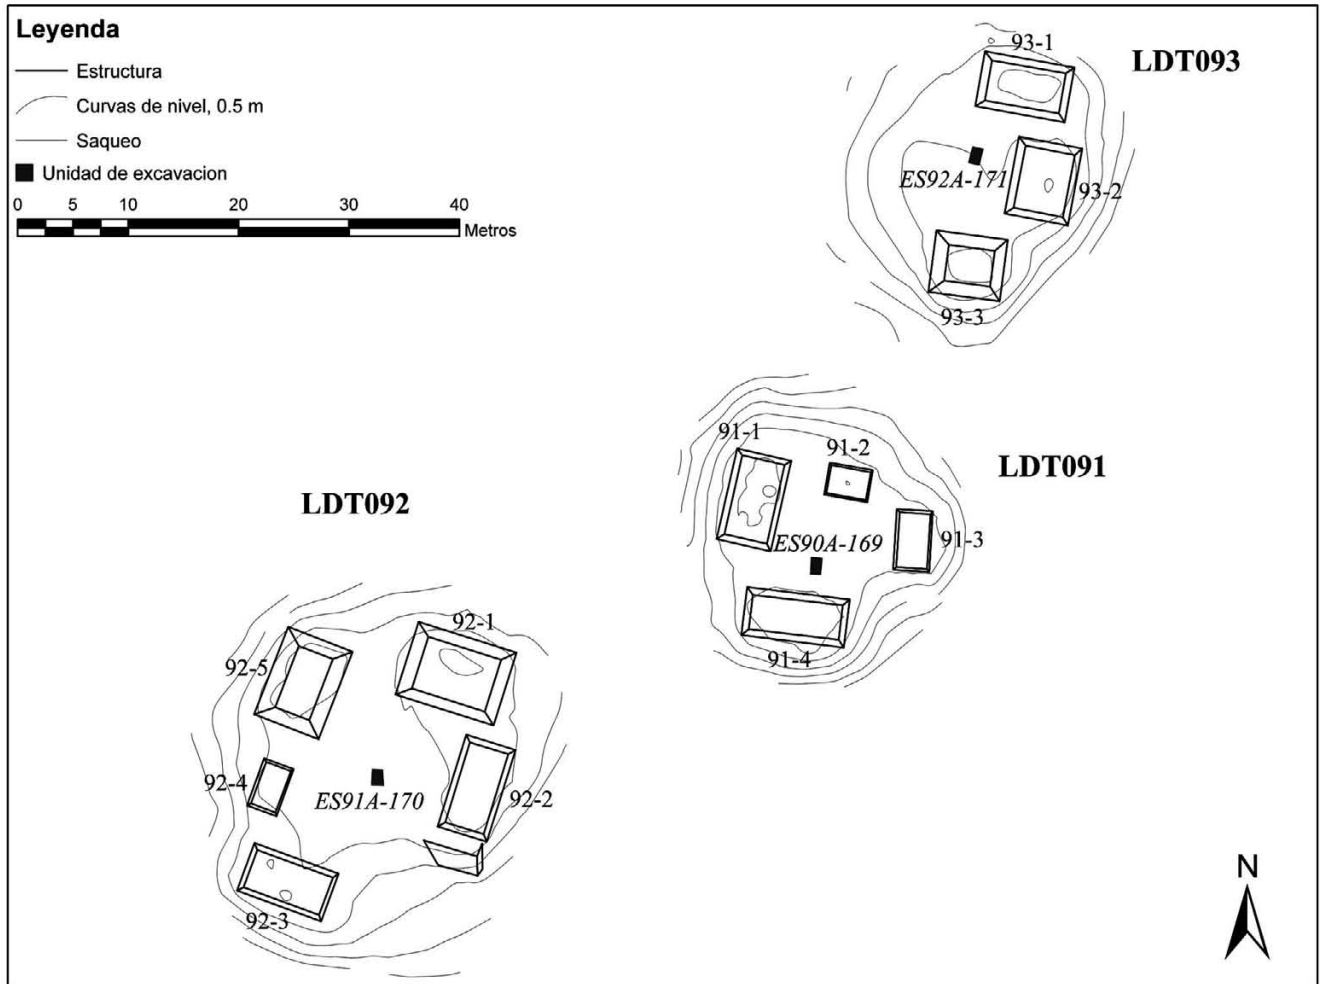 Leyenda
Estructura
Curvas de nivel, 0.5 m
Saqueo
Unidad de excavacion
0 5 10 20 30 40
Metros
LDT093
93-1
ES92A-171
93-2
93-3
LDT091
91-1
91-2
ES90A-169
91-3
91-4
LDT092
92-1
92-5
92-4
ES91A-170
92-2
92-3
N